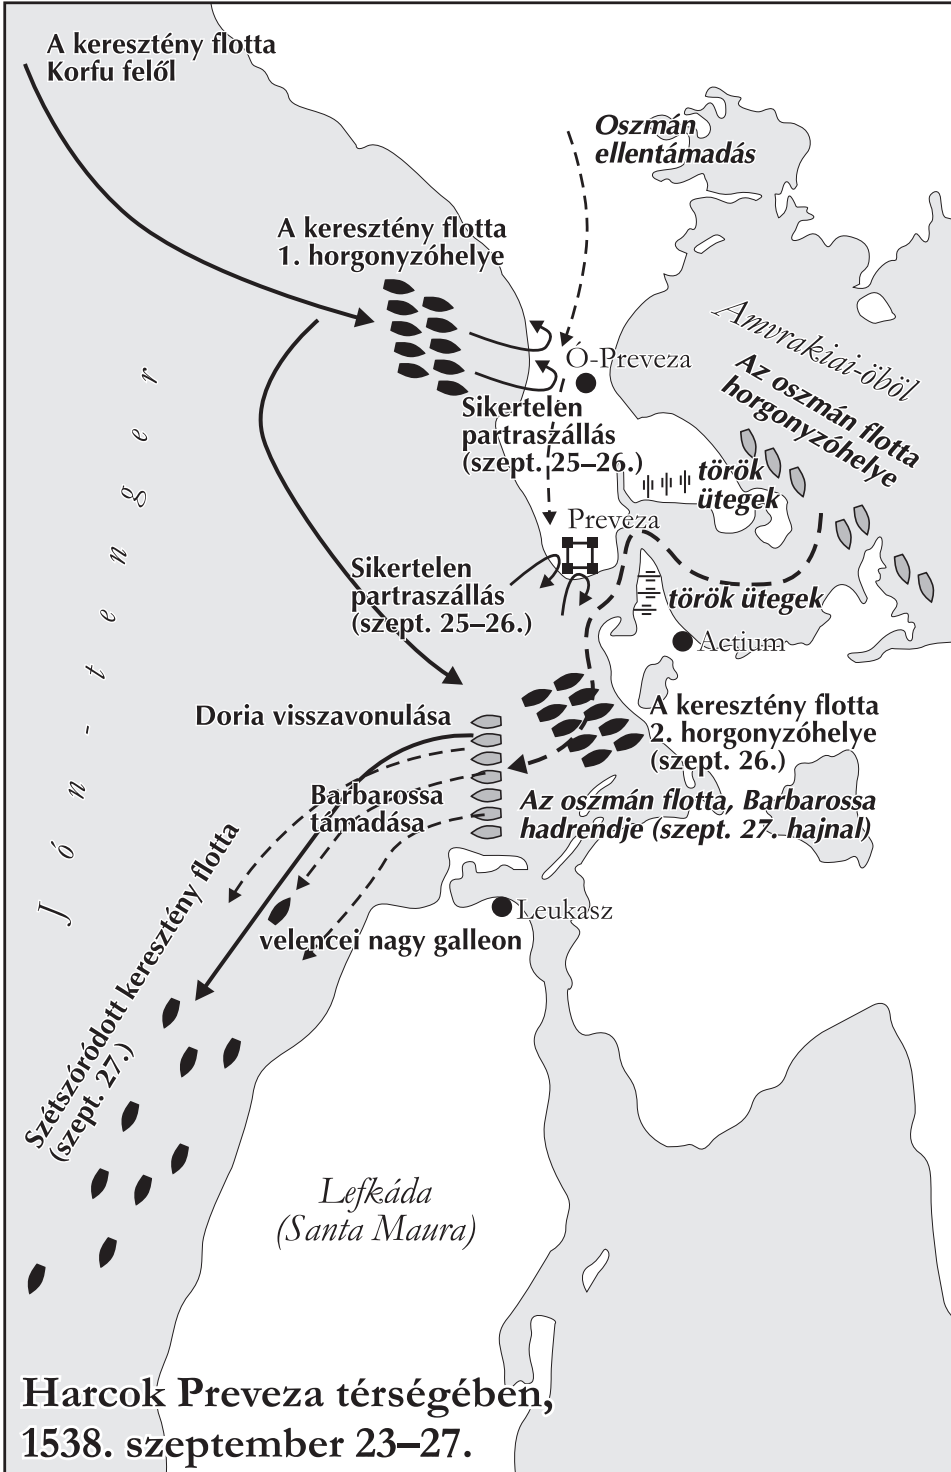 A keresztény flotta
Korfu felől
Oszmán
ellentámadás
A keresztény flotta
1. horgonyzóhelye
Amvrakiai-öböl
Ó-Preveza
Az oszmán flotta
horgonyzóhelye
Sikertelen
partraszállás
(szept. 25–26.)
török
ütegek
Preveza
Sikertelen
partraszállás
(szept. 25–26.)
török ütegek
Actium
Jón-tenger
Doria visszavonulása
A keresztény flotta
2. horgonyzóhelye
(szept. 26.)
Barbarossa
támadása
Az oszmán flotta, Barbarossa
hadrendje (szept. 27. hajnal)
Leukasz
velencei nagy galleon
Szétszóródott keresztény flotta
(szept. 27.)
Lefkáda
(Santa Maura)
Harcok Preveza térségében,
1538. szeptember 23–27.